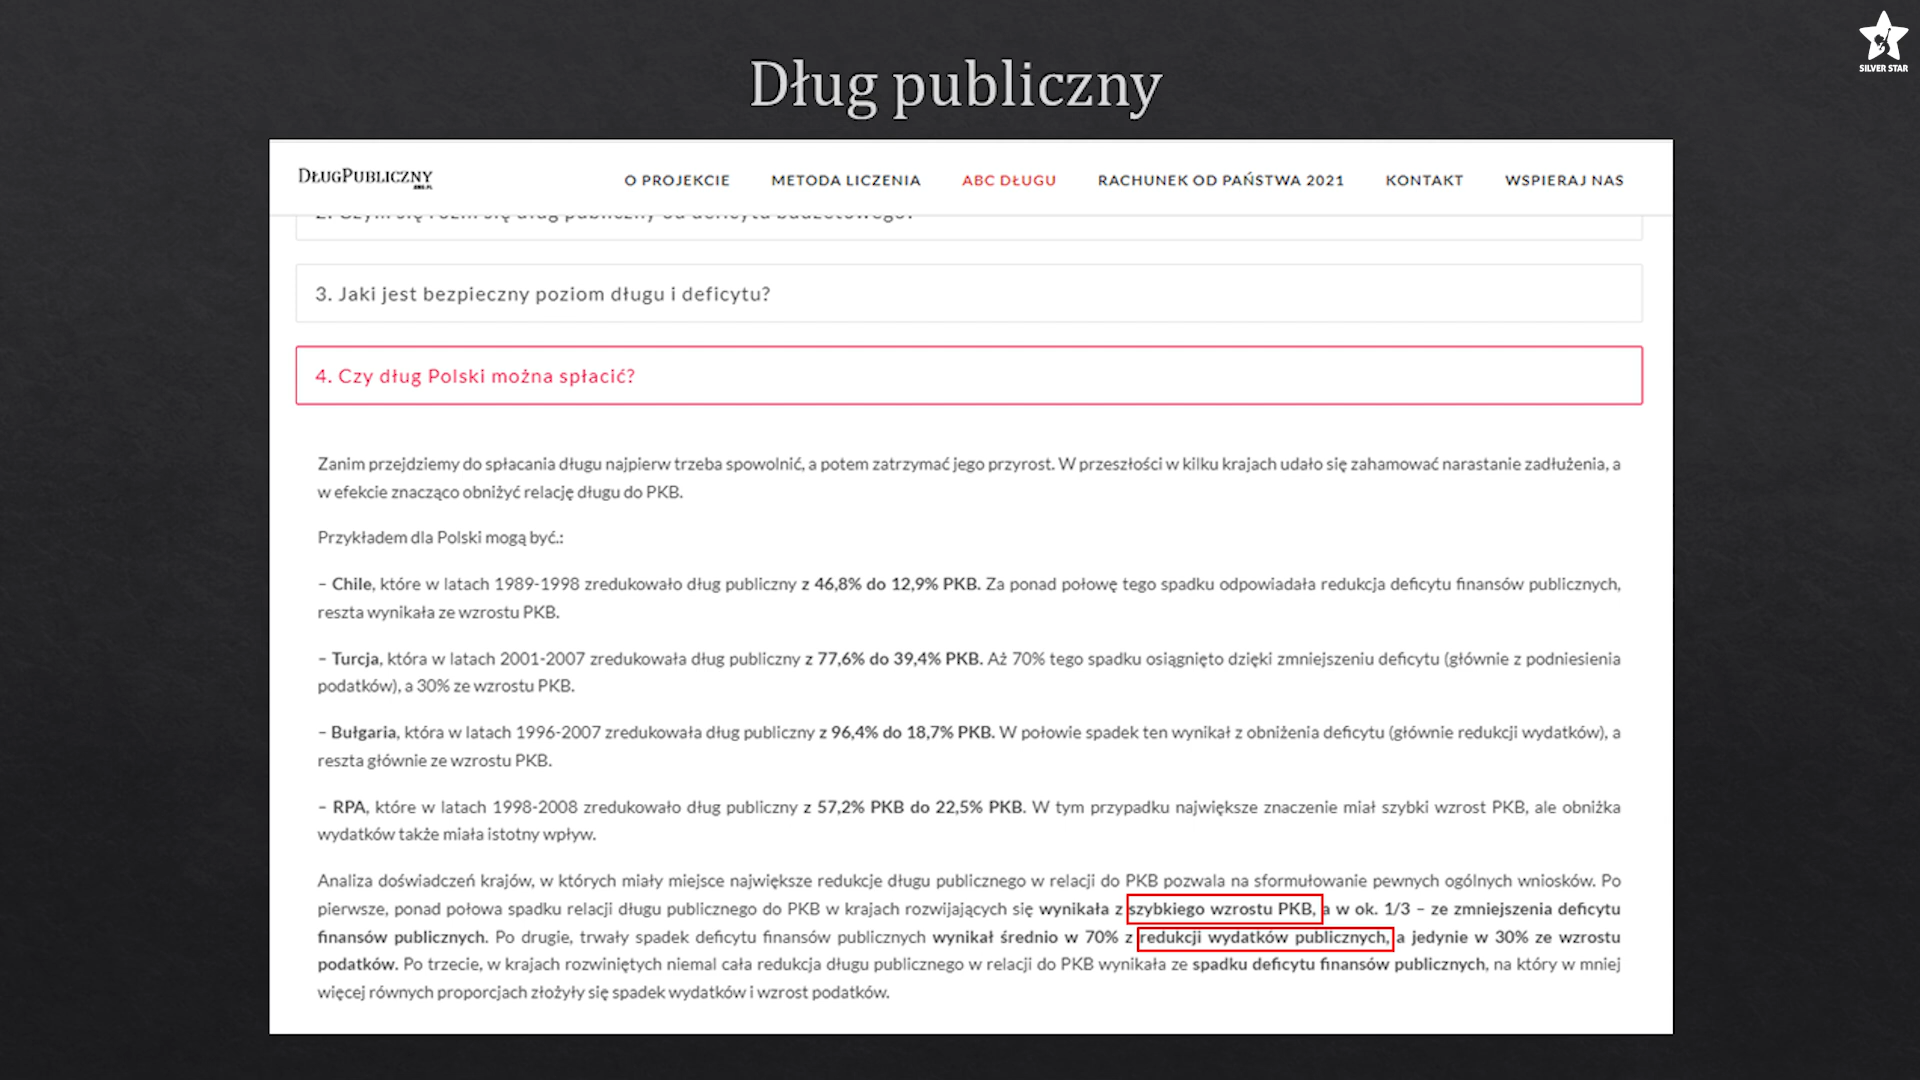 SILVER STAR
Dług publiczny
DŁUGPUBLICZNY
O PROJEKCIE METODA LICZENIA ABC DŁUGU RACHUNEK OD PAŃSTWA 2021 KONTAKT WSPIERAJ NAS
3. Jaki jest bezpieczny poziom długu i deficytu?
4. Czy dług Polski można spłacić?
Zanim przejdziemy do spłacania długu najpierw trzeba spowolnić, a potem zatrzymać jego przyrost. W przeszłości w kilku krajach udało się zahamować narastanie zadłużenia, a
w efekcie znacząco obniżyć relację długu do PKB.
Przykładem dla Polski mogą być.:
– Chile, które w latach 1989-1998 zredukowało dług publiczny z 46,8% do 12,9% PKB. Za ponad połowę tego spadku odpowiadała redukcja deficytu finansów publicznych,
reszta wynikała ze wzrostu PKB.
– Turcja, która w latach 2001-2007 zredukowała dług publiczny z 77,6% do 39,4% PKB. Aż 70% tego spadku osiągnięto dzięki zmniejszeniu deficytu (głównie z podniesienia
podatków), a 30% ze wzrostu PKB.
– Bułgaria, która w latach 1996-2007 zredukowała dług publiczny z 96,4% do 18,7% PKB. W połowie spadek ten wynikał z obniżenia deficytu (głównie redukcji wydatków), a
reszta głównie ze wzrostu PKB.
– RPA, które w latach 1998-2008 zredukowało dług publiczny z 57,2% PKB do 22,5% PKB. W tym przypadku największe znaczenie miał szybki wzrost PKB, ale obniżka
wydatków także miała istotny wpływ.
Analiza doświadczeń krajów, w których miały miejsce największe redukcje długu publicznego w relacji do PKB pozwala na sformułowanie pewnych ogólnych wniosków. Po
pierwsze, ponad połowa spadku relacji długu publicznego do PKB w krajach rozwijających się wynikała z szybkiego wzrostu PKB, a w ok. 1/3 – ze zmniejszenia deficytu
finansów publicznych. Po drugie, trwały spadek deficytu finansów publicznych wynikał średnio w 70% z redukcji wydatków publicznych, a jedynie w 30% ze wzrostu
podatków. Po trzecie, w krajach rozwiniętych niemal cała redukcja długu publicznego w relacji do PKB wynikała ze spadku deficytu finansów publicznych, na który w mniej
więcej równych proporcjach złożyły się spadek wydatków i wzrost podatków.